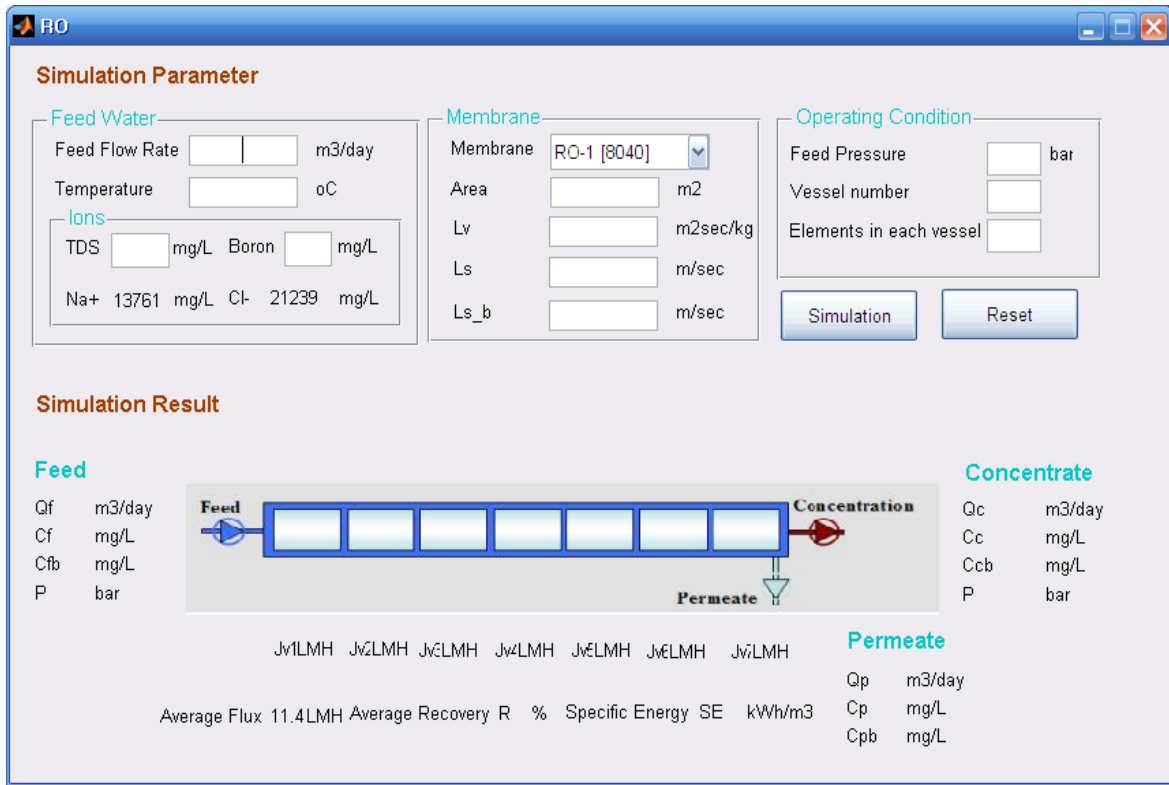 RO
Simulation Parameter
Feed Water
Feed Flow Rate m3/day
Temperature oC
Ions
TDS mg/L Boron mg/L
Na+ 13761 mg/L Cl- 21239 mg/L
Membrane
Membrane RO-1 [8040]
Area m2
Lv m2sec/kg
Ls m/sec
Ls_b m/sec
Operating Condition
Feed Pressure bar
Vessel number
Elements in each vessel
Simulation Reset
Simulation Result
Feed
Qf m3/day
Cf mg/L
Cfb mg/L
P bar
Feed
Concentration
Permeate
Concentrate
Qc m3/day
Cc mg/L
Ccb mg/L
P bar
Jv1LMH Jv2LMH Jv3LMH Jv4LMH Jv5LMH Jv6LMH Jv7LMH
Average Flux 11.4LMH Average Recovery R % Specific Energy SE kWh/m3
Permeate
Qp m3/day
Cp mg/L
Cpb mg/L